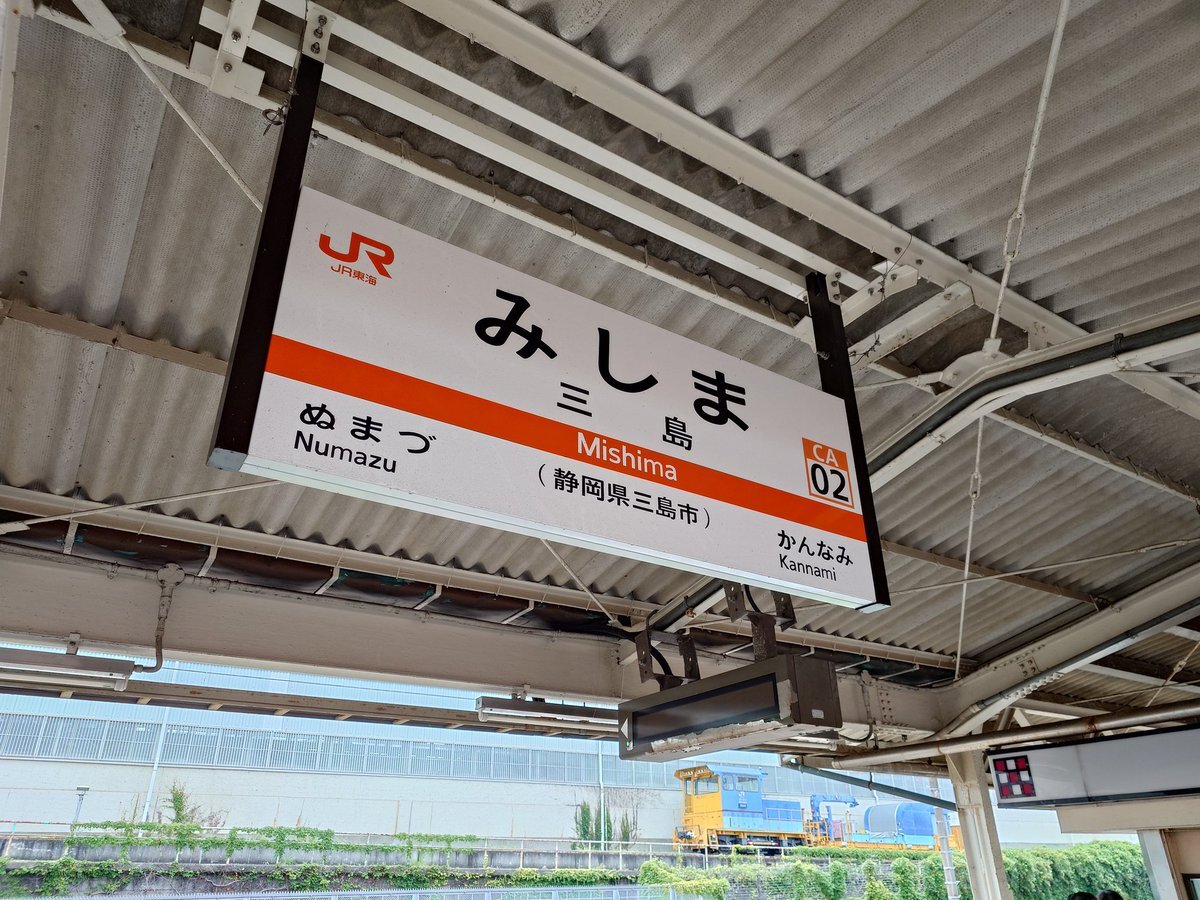 JR
JR東海
みしま
三島
Mishima
CA
02
ぬまづ
Numazu
(静岡県三島市)
かんなみ
Kannami